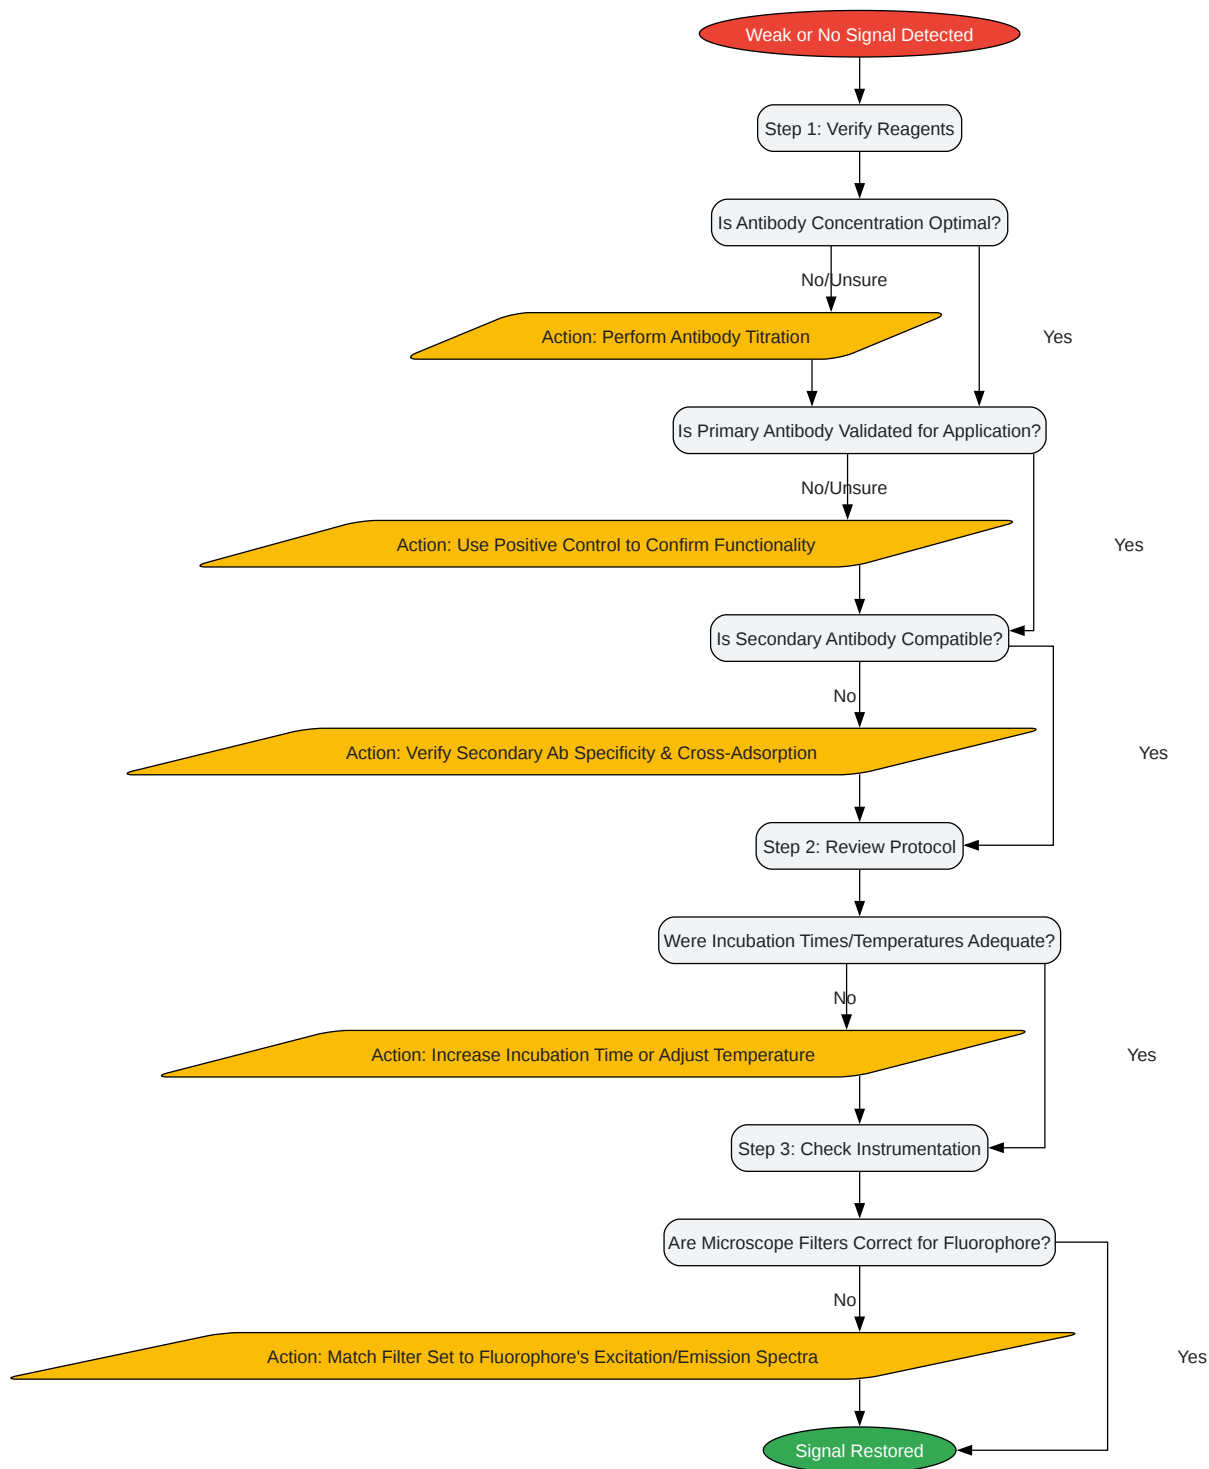 Weak or No Signal Detected
Step 1: Verify Reagents
Is Antibody Concentration Optimal?
No/Unsure
Action: Perform Antibody Titration
Yes
Is Primary Antibody Validated for Application?
No/Unsure
Action: Use Positive Control to Confirm Functionality
Yes
Is Secondary Antibody Compatible?
No
Action: Verify Secondary Ab Specificity & Cross-Adsorption
Yes
Step 2: Review Protocol
Were Incubation Times/Temperatures Adequate?
No
Action: Increase Incubation Time or Adjust Temperature
Yes
Step 3: Check Instrumentation
Are Microscope Filters Correct for Fluorophore?
No
Action: Match Filter Set to Fluorophore's Excitation/Emission Spectra
Yes
Signal Restored